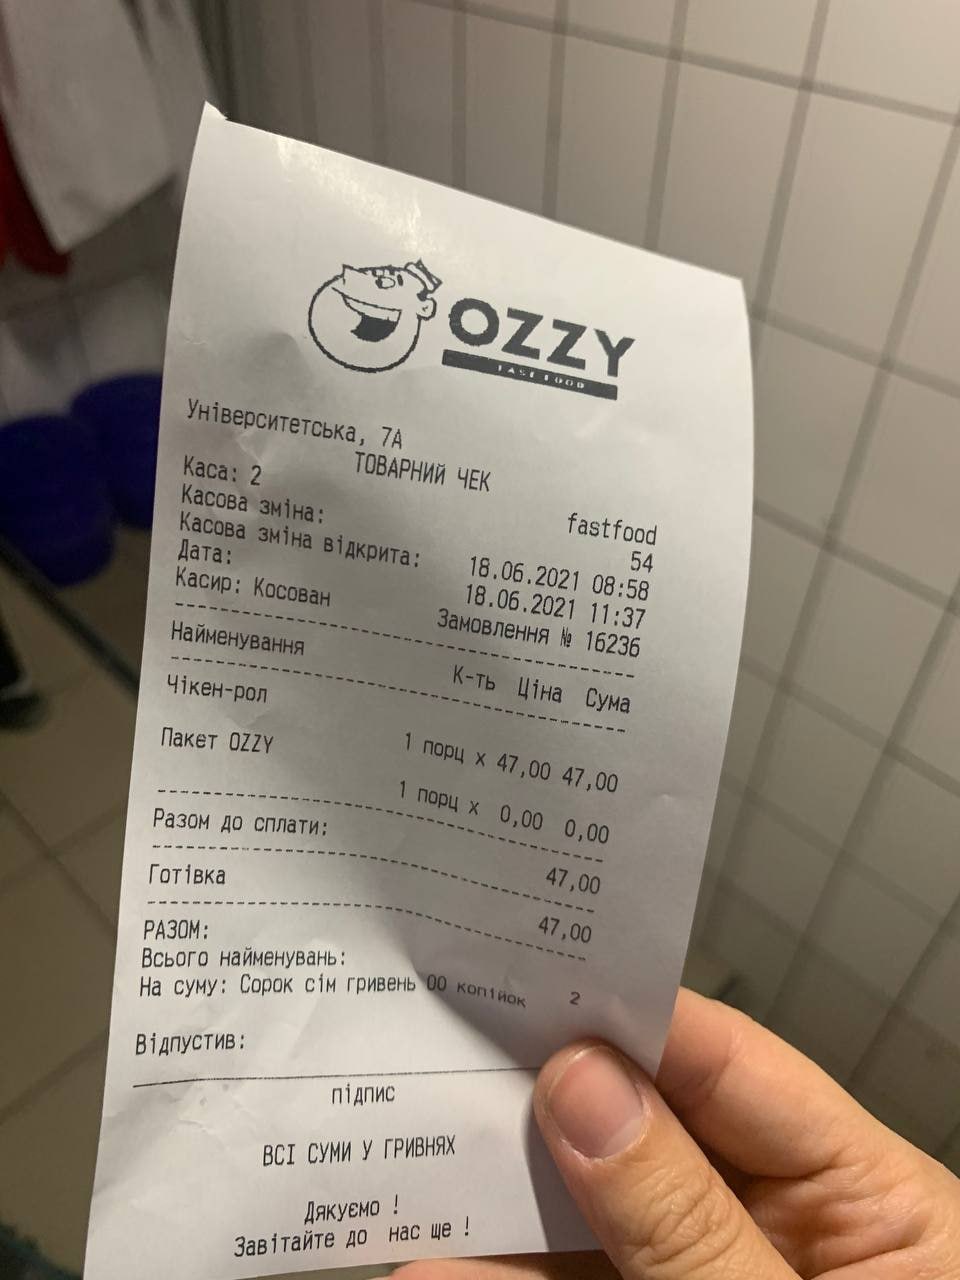 OZZY
FAST FOOD
Університетська, 7А
ТОВАРНИЙ ЧЕК
Каса: 2 fastfood
Касова зміна: 54
Касова зміна відкрита: 18.06.2021 08:58
Дата: 18.06.2021 11:37
Касир: Косован Замовлення № 16236
Найменування К-ть Ціна Сума
Чікен-рол
1 порц x 47,00 47,00
Пакет OZZY
1 порц x 0,00 0,00
Разом до сплати: 47,00
Готівка 47,00
РАЗОМ:
Всього найменувань: 2
На суму: Сорок сім гривень 00 копійок
Відпустив:
підпис
ВСІ СУМИ У ГРИВНЯХ
Дякуємо !
Завітайте до нас ще !